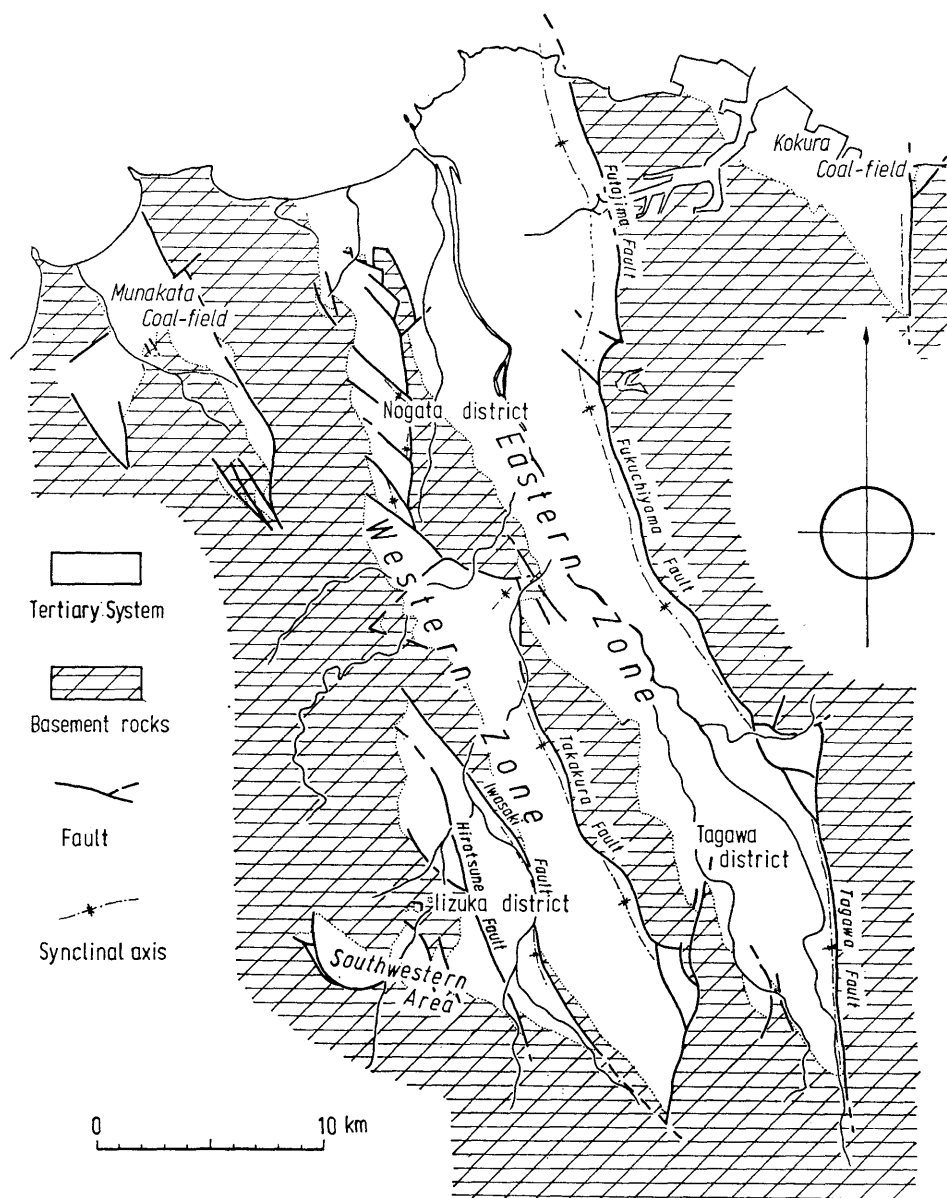 Kokura
Coal-field
Futajima Fault
Munakata
Coal-field
Nogata district
Eastern Zone
Fukuchiyama Fault
Western Zone
Tertiary System
Basement rocks
Fault
Synclinal axis
Takakura Fault
Iwasaki Fault
Hiratsune Fault
Tagawa
district
Iizuka district
Tagawa Fault
Southwestern
Area
0 10 km